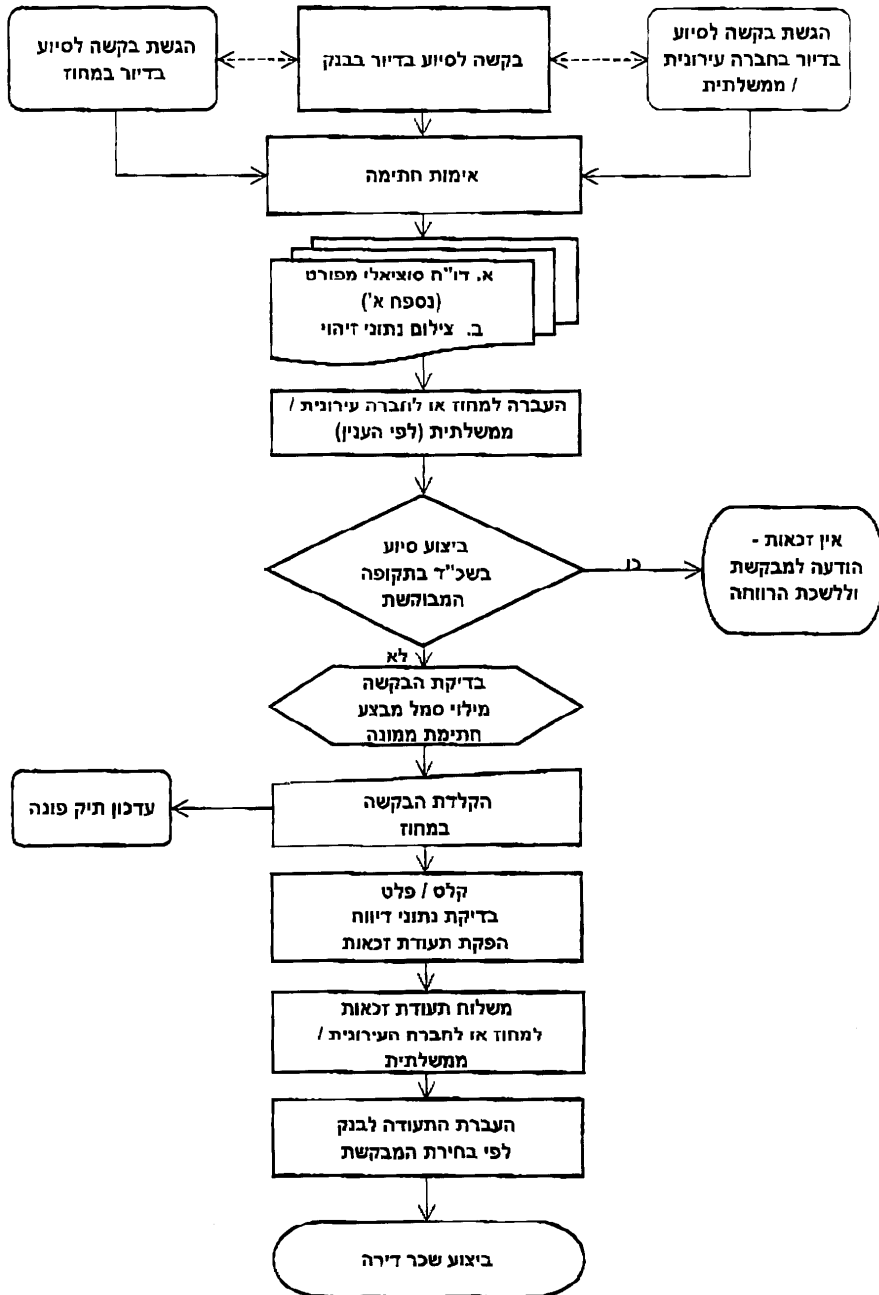 הגשת בקשה לסיוע
בדיור בחברה עירונית
/ ממשלתית
בקשה לסיוע בדיור בבנק
הגשת בקשה לסיוע
בדיור במחוז
אימות חתימה
א. דו"ח סוציאלי מפורט
(נספח א')
ב. צילום נתוני זיהוי
העברה למחוז או לחברה עירונית /
ממשלתית (לפי הענין)
ביצוע סיוע
בשכ"ד בתקופה
המבוקשת
כן
אין זכאות -
הודעה למבקשת
וללשכת הרווחה
לא
בדיקת הבקשה
מילוי סמל מבצע
חתימת ממונה
הקלדת הבקשה
במחוז
עדכון תיק פונה
קלס / פלט
בדיקת נתוני דיווח
הפקת תעודת זכאות
משלוח תעודת זכאות
למחוז או לחברה העירונית /
ממשלתית
העברת התעודה לבנק
לפי בחירת המבקשת
ביצוע שכר דירה